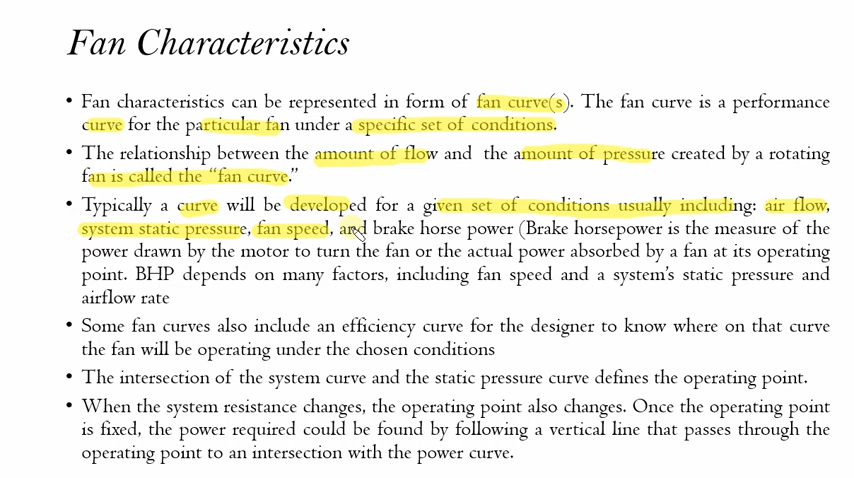 Fan Characteristics
• Fan characteristics can be represented in form of fan curve(s). The fan curve is a performance
curve for the particular fan under a specific set of conditions.
• The relationship between the amount of flow and the amount of pressure created by a rotating
fan is called the “fan curve.”
• Typically a curve will be developed for a given set of conditions usually including: air flow,
system static pressure, fan speed, and brake horse power (Brake horsepower is the measure of the
power drawn by the motor to turn the fan or the actual power absorbed by a fan at its operating
point. BHP depends on many factors, including fan speed and a system’s static pressure and
airflow rate
• Some fan curves also include an efficiency curve for the designer to know where on that curve
the fan will be operating under the chosen conditions
• The intersection of the system curve and the static pressure curve defines the operating point.
• When the system resistance changes, the operating point also changes. Once the operating point
is fixed, the power required could be found by following a vertical line that passes through the
operating point to an intersection with the power curve.